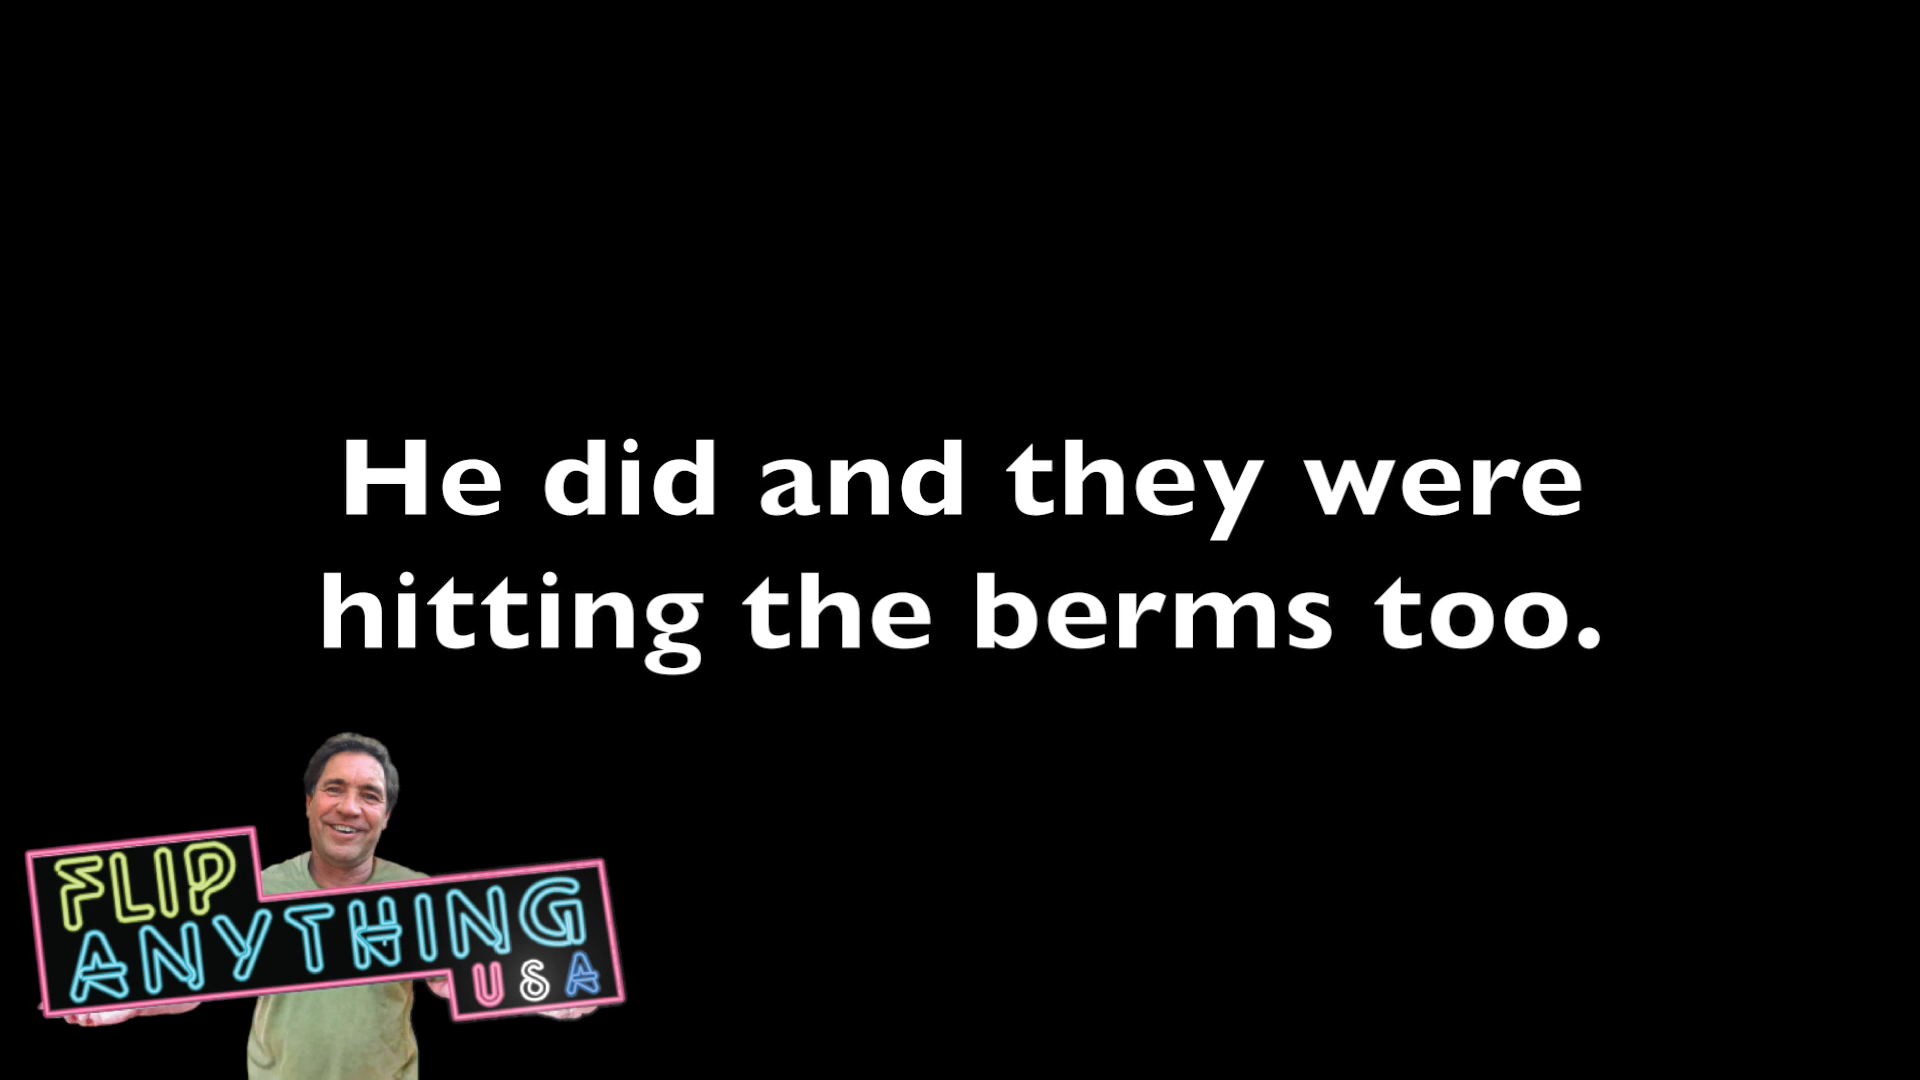 He did and they were
hitting the berms too.
FLIP
ANYTHING
USA